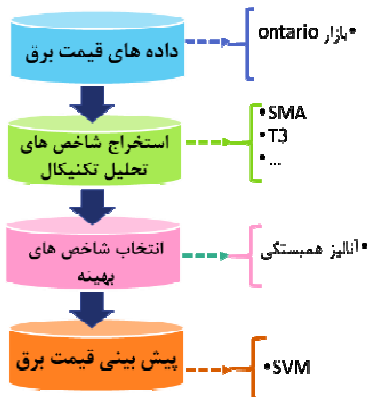 داده های قیمت برق
•بازار ontario
استخراج شاخص های
تحلیل تکنیکال
•SMA
•T3
•...
انتخاب شاخص های
بهینه
•آنالیز همبستگی
پیش بینی قیمت برق
•SVM